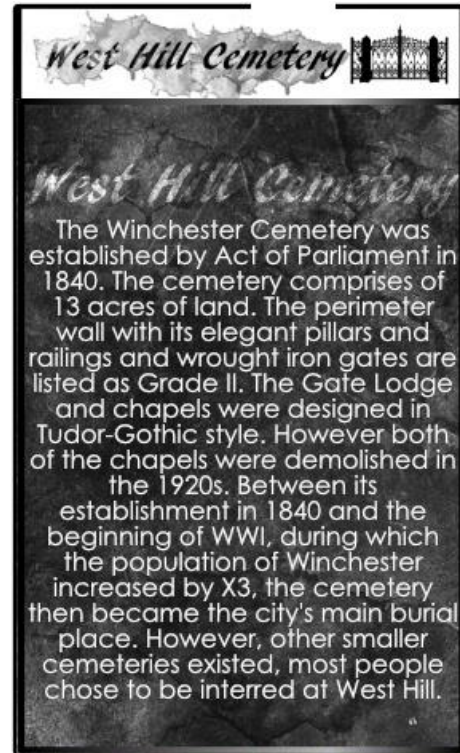 West Hill Cemetery
West Hill Cemetery
The Winchester Cemetery was
established by Act of Parliament in
1840. The cemetery comprises of
13 acres of land. The perimeter
wall with its elegant pillars and
railings and wrought iron gates are
listed as Grade II. The Gate Lodge
and chapels were designed in
Tudor-Gothic style. However both
of the chapels were demolished in
the 1920s. Between its
establishment in 1840 and the
beginning of WWI, during which
the population of Winchester
increased by X3, the cemetery
then became the city's main burial
place. However, other smaller
cemeteries existed, most people
chose to be interred at West Hill.
“